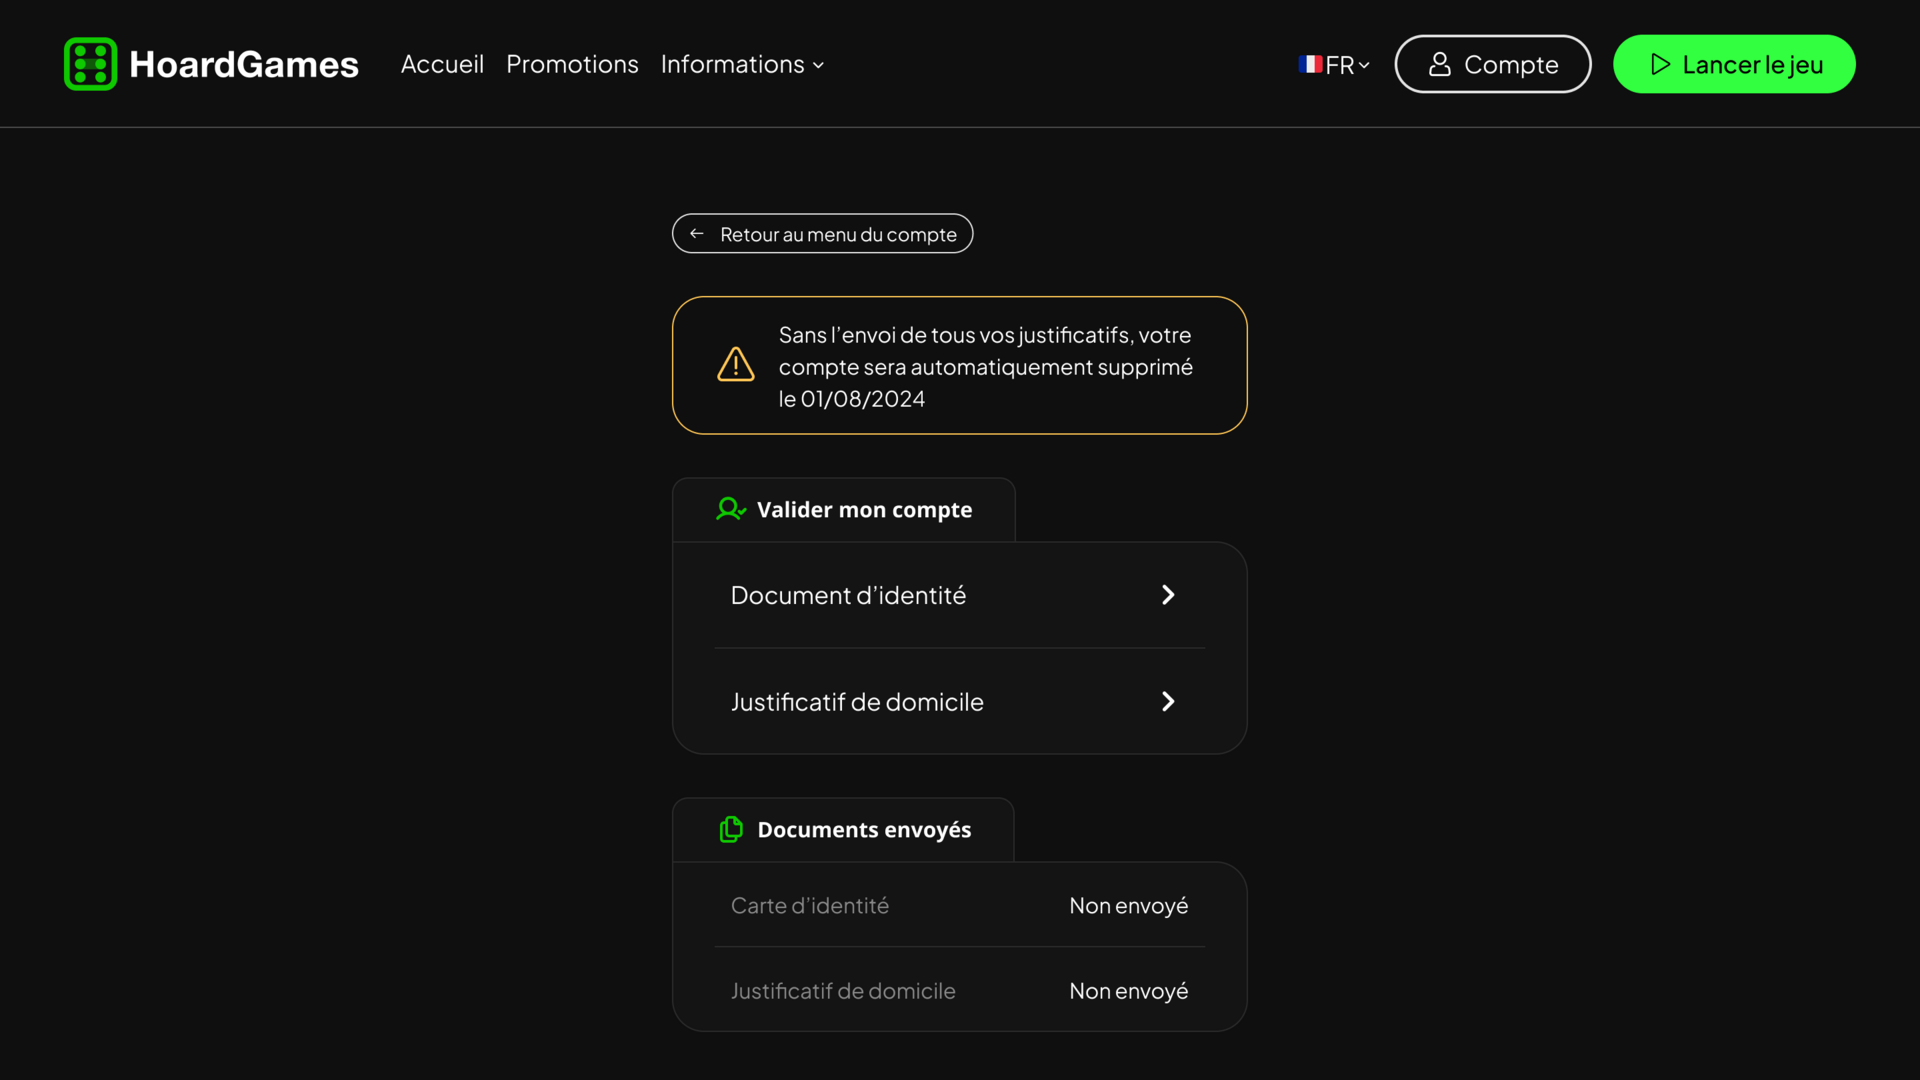 HoardGames
Accueil
Promotions
Informations
FR
Compte
Lancer le jeu
Retour au menu du compte
Sans l’envoi de tous vos justificatifs, votre
compte sera automatiquement supprimé
le 01/08/2024
Valider mon compte
Document d’identité
Justificatif de domicile
Documents envoyés
Carte d’identité
Non envoyé
Justificatif de domicile
Non envoyé